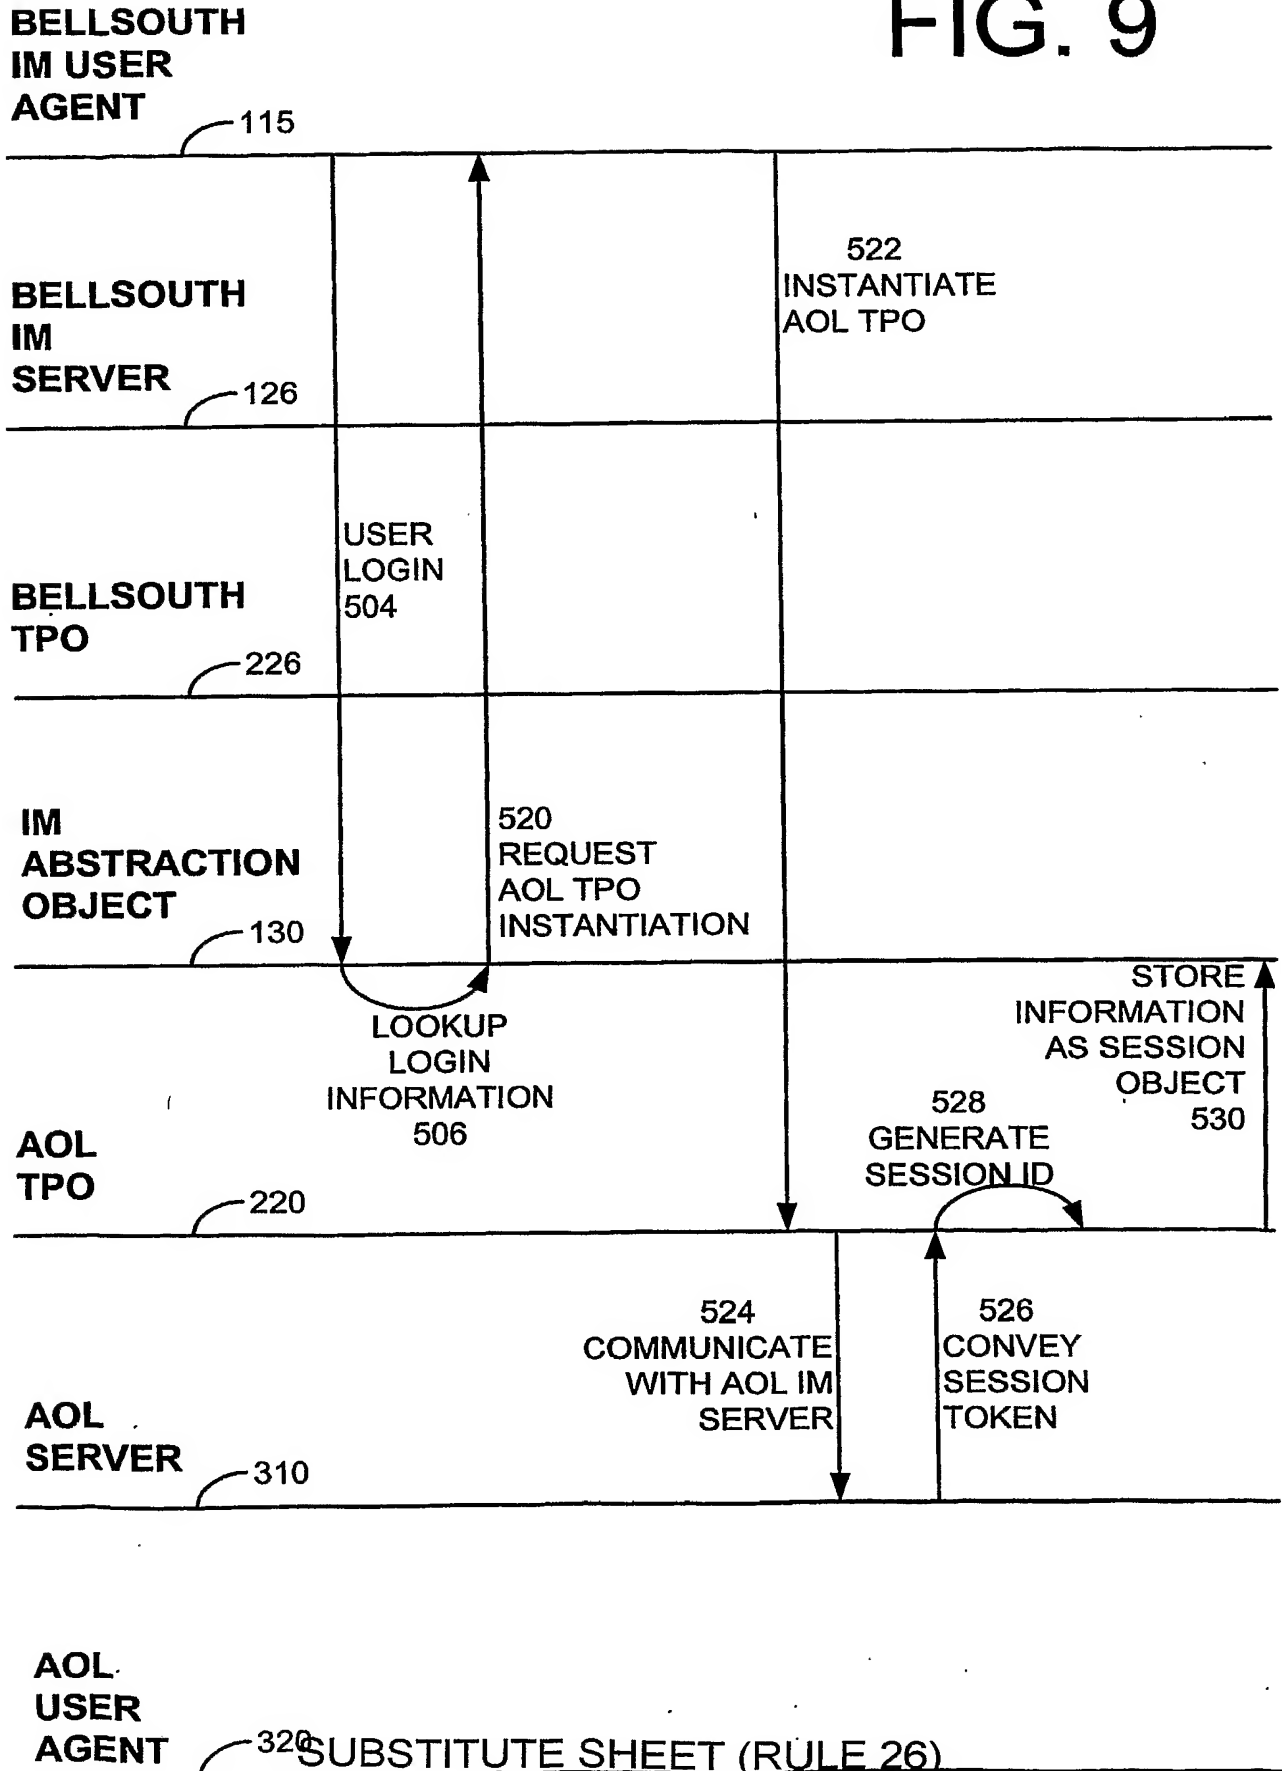 FIG. 9
BELLSOUTH
IM USER
AGENT
115
522
INSTANTIATE
AOL TPO
BELLSOUTH
IM
SERVER
126
USER
LOGIN
504
BELLSOUTH
TPO
226
520
REQUEST
AOL TPO
INSTANTIATION
IM
ABSTRACTION
OBJECT
130
STORE
INFORMATION
AS SESSION
OBJECT
530
LOOKUP
LOGIN
INFORMATION
506
528
GENERATE
SESSION ID
AOL
TPO
220
524
COMMUNICATE
WITH AOL IM
SERVER
526
CONVEY
SESSION
TOKEN
AOL
SERVER
310
AOL
USER
AGENT
320
SUBSTITUTE SHEET (RULE 26)